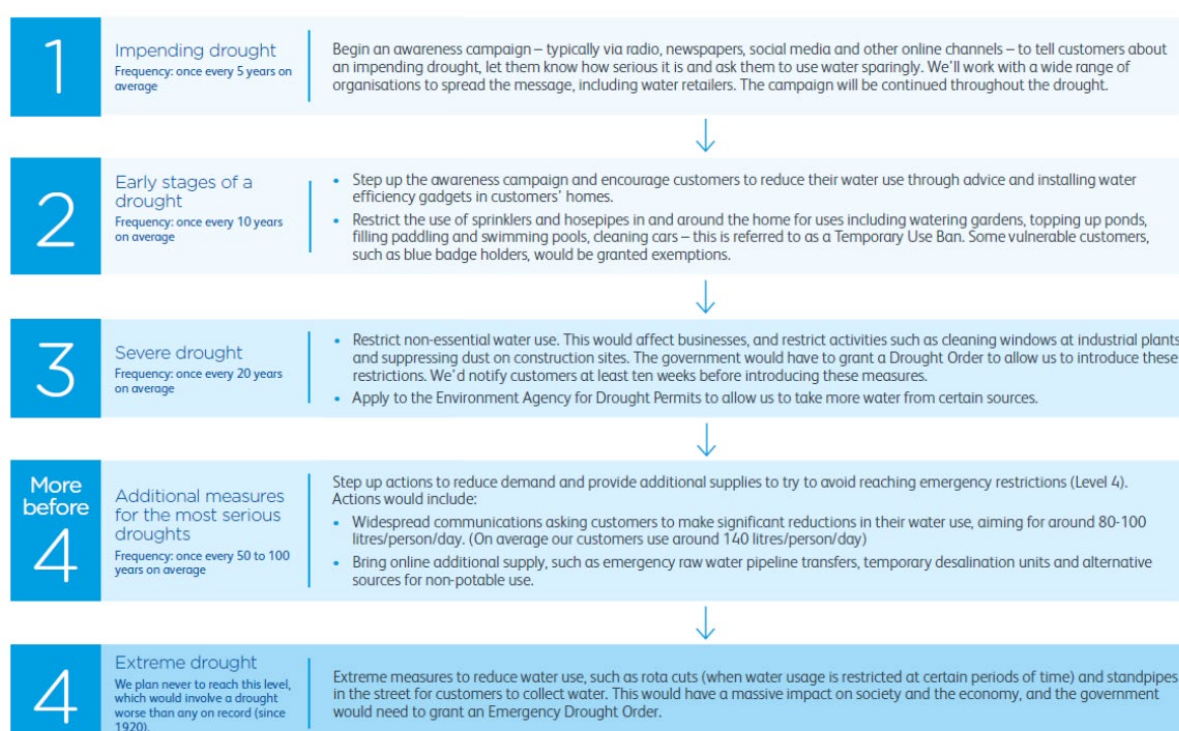 1
Impending drought
Frequency: once every 5 years on
average
Begin an awareness campaign – typically via radio, newspapers, social media and other online channels – to tell customers about
an impending drought, let them know how serious it is and ask them to use water sparingly. We'll work with a wide range of
organisations to spread the message, including water retailers. The campaign will be continued throughout the drought.
2
Early stages of a
drought
Frequency: once every 10 years
on average
• Step up the awareness campaign and encourage customers to reduce their water use through advice and installing water
efficiency gadgets in customers' homes.
• Restrict the use of sprinklers and hosepipes in and around the home for uses including watering gardens, topping up ponds,
filling paddling and swimming pools, cleaning cars – this is referred to as a Temporary Use Ban. Some vulnerable customers,
such as blue badge holders, would be granted exemptions.
3
Severe drought
Frequency: once every 20 years
on average
• Restrict non-essential water use. This would affect businesses, and restrict activities such as cleaning windows at industrial plants
and suppressing dust on construction sites. The government would have to grant a Drought Order to allow us to introduce these
restrictions. We'd notify customers at least ten weeks before introducing these measures.
• Apply to the Environment Agency for Drought Permits to allow us to take more water from certain sources.
More
before
4
Additional measures
for the most serious
droughts
Frequency: once every 50 to 100
years on average
Step up actions to reduce demand and provide additional supplies to try to avoid reaching emergency restrictions (Level 4).
Actions would include:
• Widespread communications asking customers to make significant reductions in their water use, aiming for around 80-100
litres/person/day. (On average our customers use around 140 litres/person/day)
• Bring online additional supply, such as emergency raw water pipeline transfers, temporary desalination units and alternative
sources for non-potable use.
4
Extreme drought
We plan never to reach this level,
which would involve a drought
worse than any on record (since
1920).
Extreme measures to reduce water use, such as rota cuts (when water usage is restricted at certain periods of time) and standpipes
in the street for customers to collect water. This would have a massive impact on society and the economy, and the government
would need to grant an Emergency Drought Order.